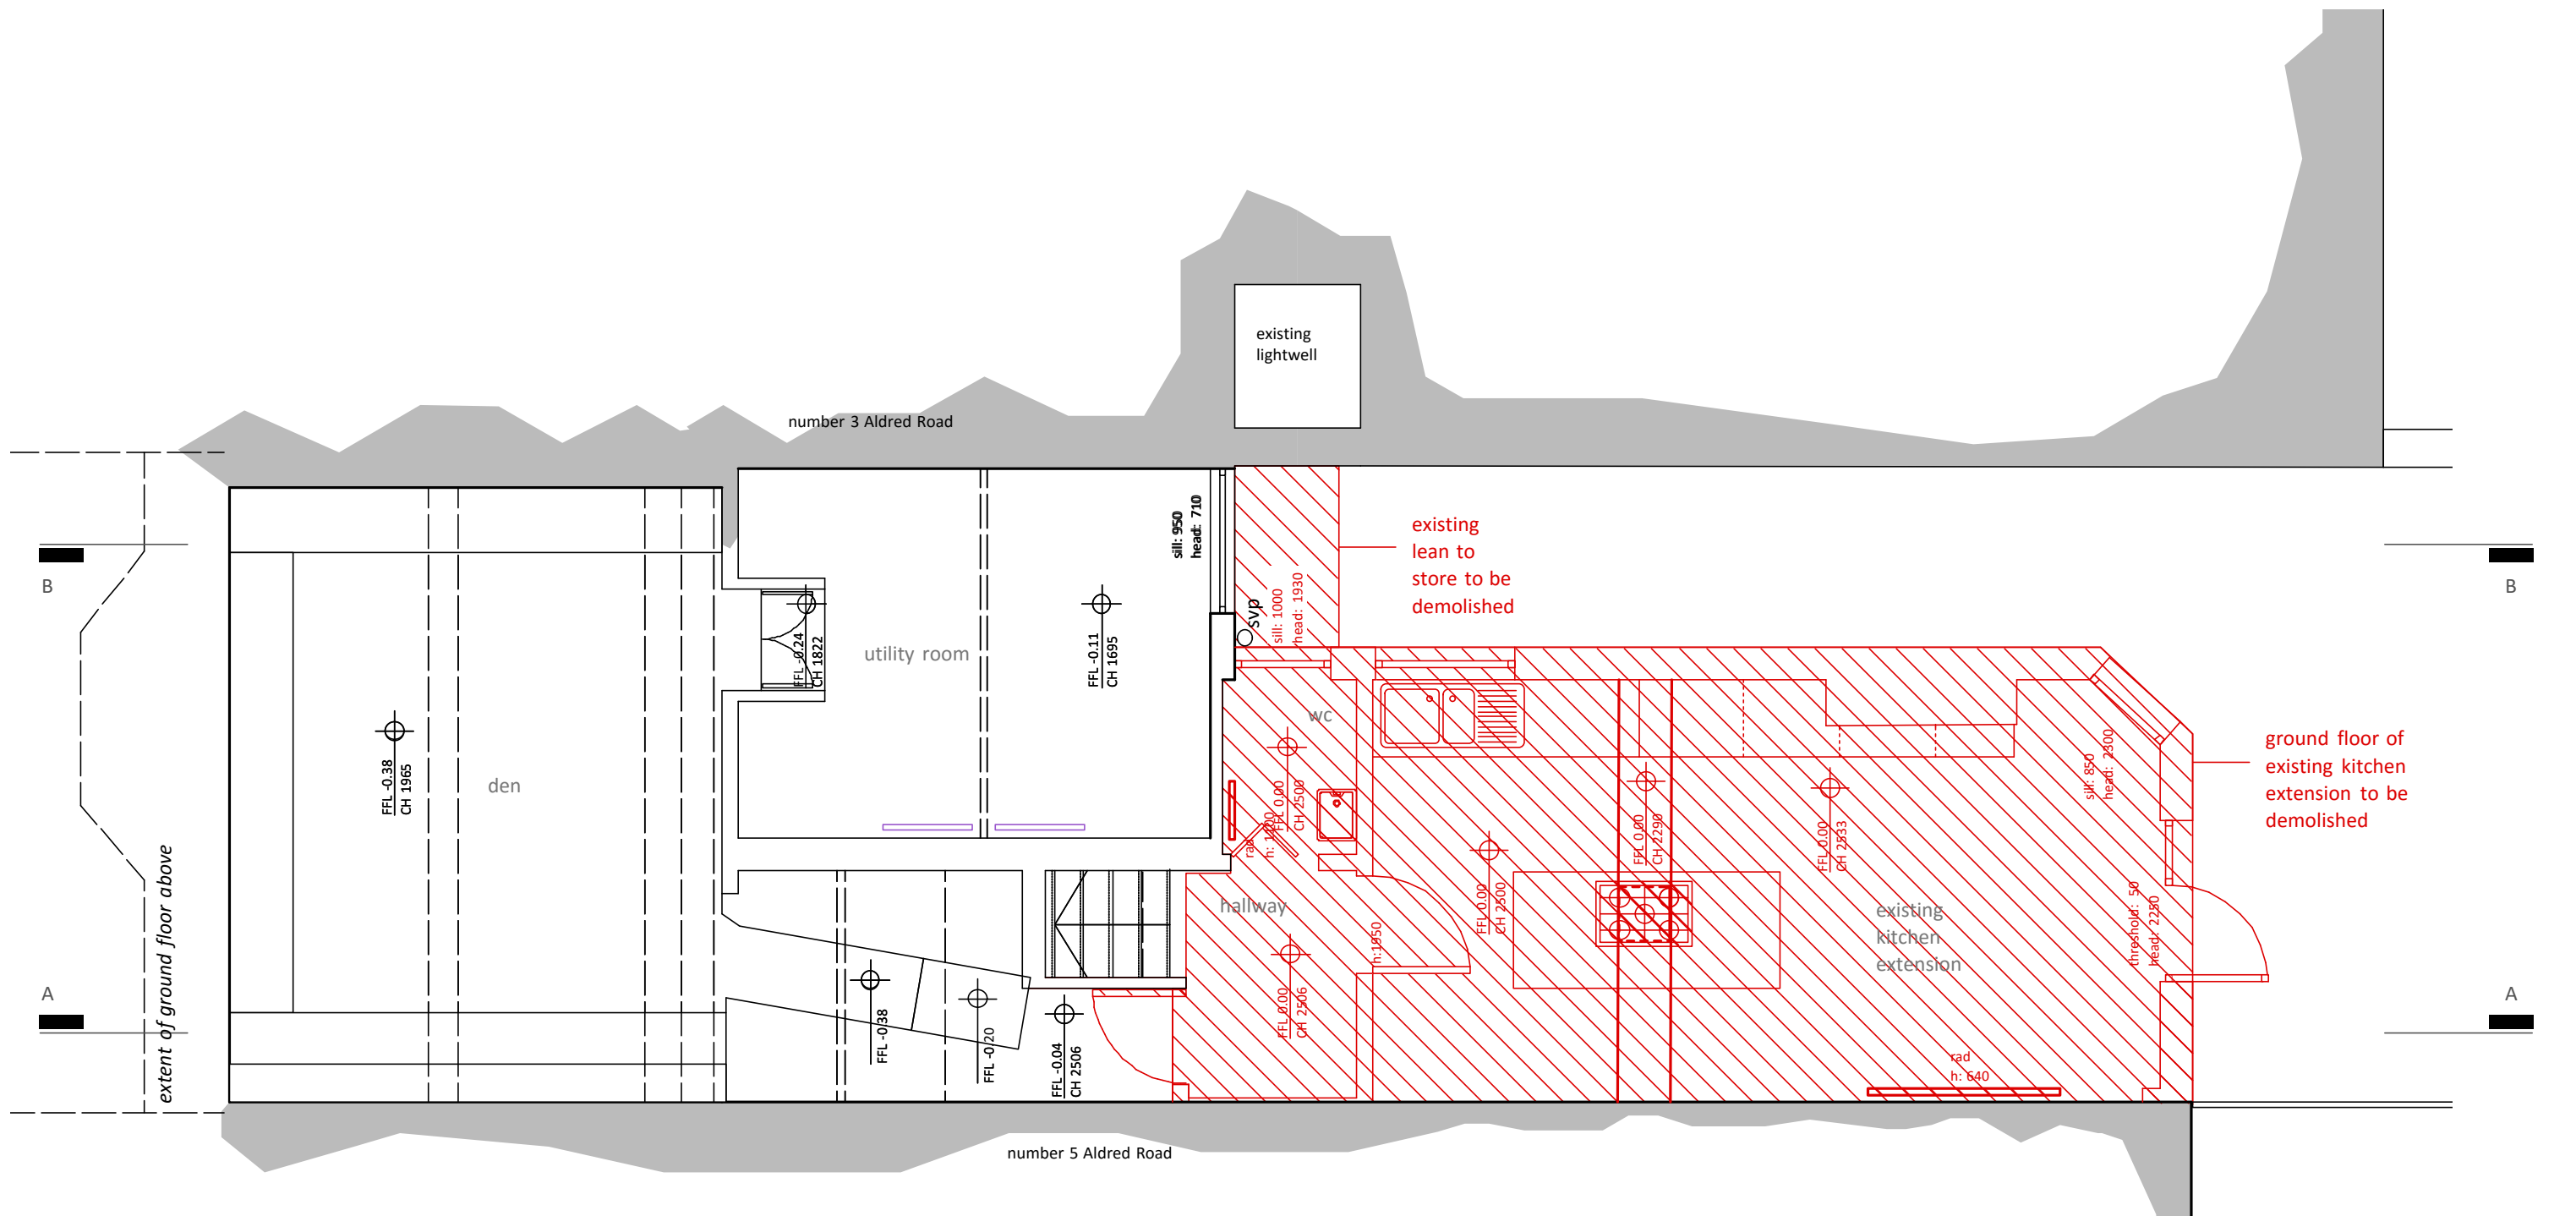 existing
lightwell
number 3 Aldred Road
B
B
sill: 950
head: 710
existing
lean to
store to be
demolished
svp
sill: 1000
head: 1930
FFL -0.24
CH 1822
utility room
FFL -0.11
CH 1695
wc
FFL -0.38
CH 1965
den
ground floor of
existing kitchen
extension to be
demolished
sill: 850
head: 2300
rad
h: 1100
FFL 0.00
CH 2500
FFL 0.00
CH 2290
FFL 0.00
CH 2533
FFL 0.00
CH 2500
extent of ground floor above
hallway
h:1950
existing
kitchen
extension
threshold: 50
head: 2250
A
A
FFL -0.38
FFL -0.20
FFL -0.04
CH 2506
FFL 0.00
CH 2506
rad
h: 640
number 5 Aldred Road